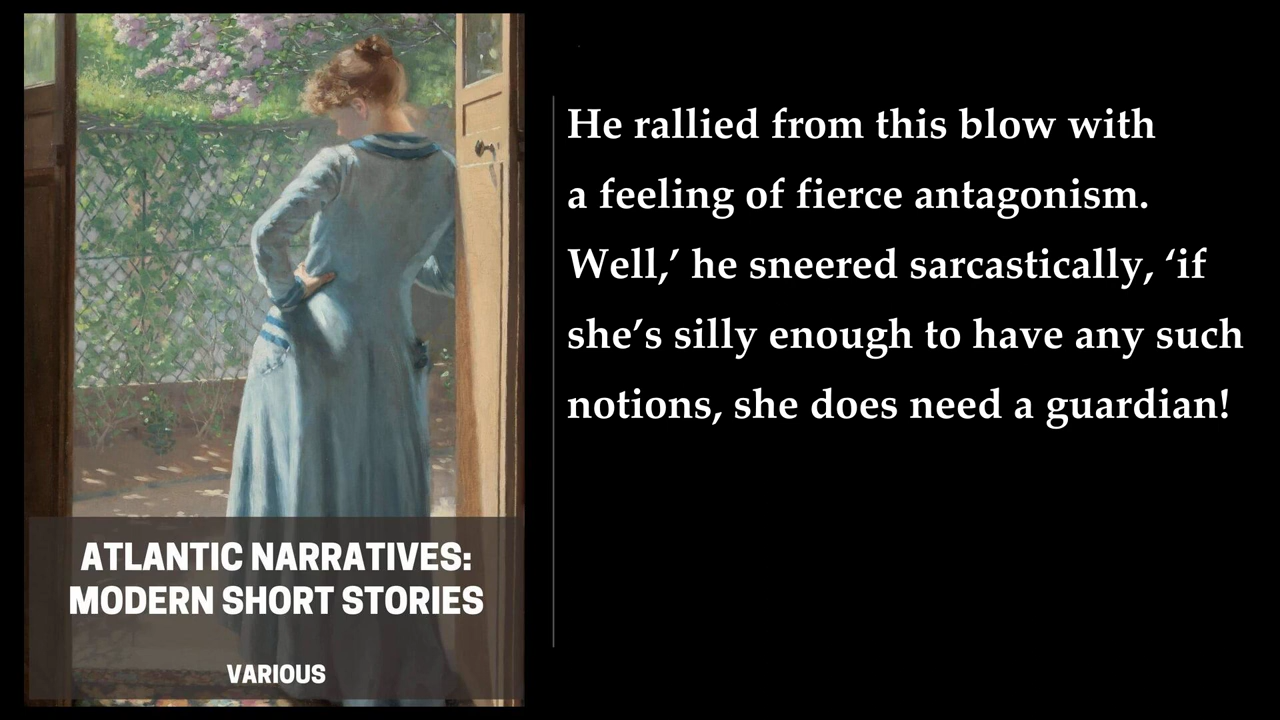 He rallied from this blow with
a feeling of fierce antagonism.
Well,’ he sneered sarcastically, ‘if
she’s silly enough to have any such
notions, she does need a guardian!
ATLANTIC NARRATIVES:
MODERN SHORT STORIES
VARIOUS